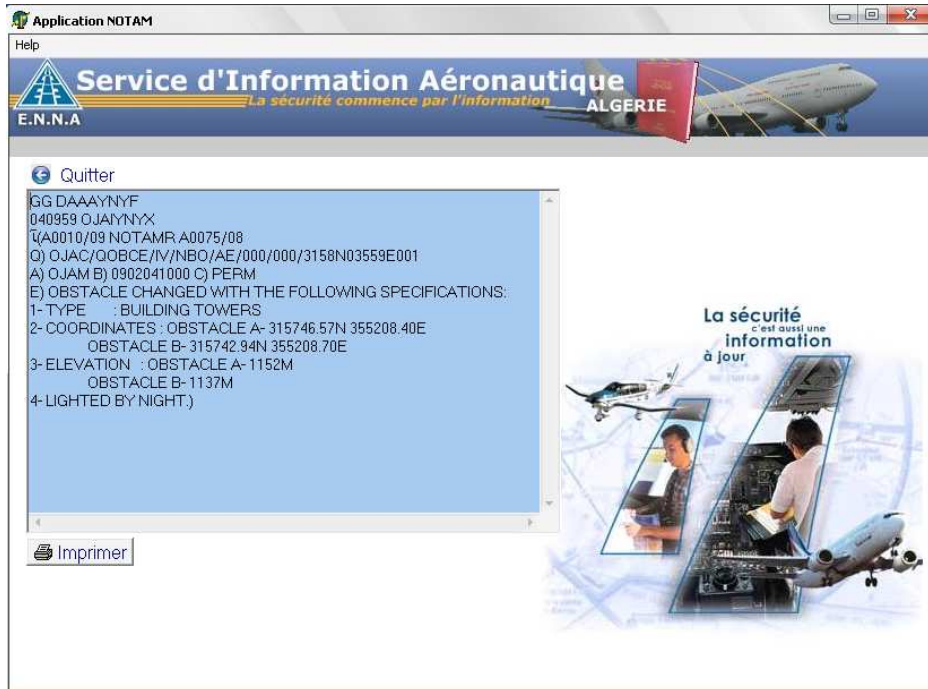 Application NOTAM
Help
Service d'Information Aéronautique
La sécurité commence par l'information
ALGERIE
E.N.N.A
Quitter
GG DAAAYNYF
040959 OJAIYNYX
(A0010/09 NOTAMR A0075/08
Q) OJAC/QOBCE/IV/NBO/AE/000/000/3158N03559E001
A) OJAM B) 0902041000 C) PERM
E) OBSTACLE CHANGED WITH THE FOLLOWING SPECIFICATIONS:
1- TYPE : BUILDING TOWERS
2- COORDINATES : OBSTACLE A- 315746.57N 355208.40E
OBSTACLE B- 315742.94N 355208.70E
3- ELEVATION : OBSTACLE A- 1152M
OBSTACLE B- 1137M
4- LIGHTED BY NIGHT.)
La sécurité
c'est aussi une
information
à jour
Imprimer